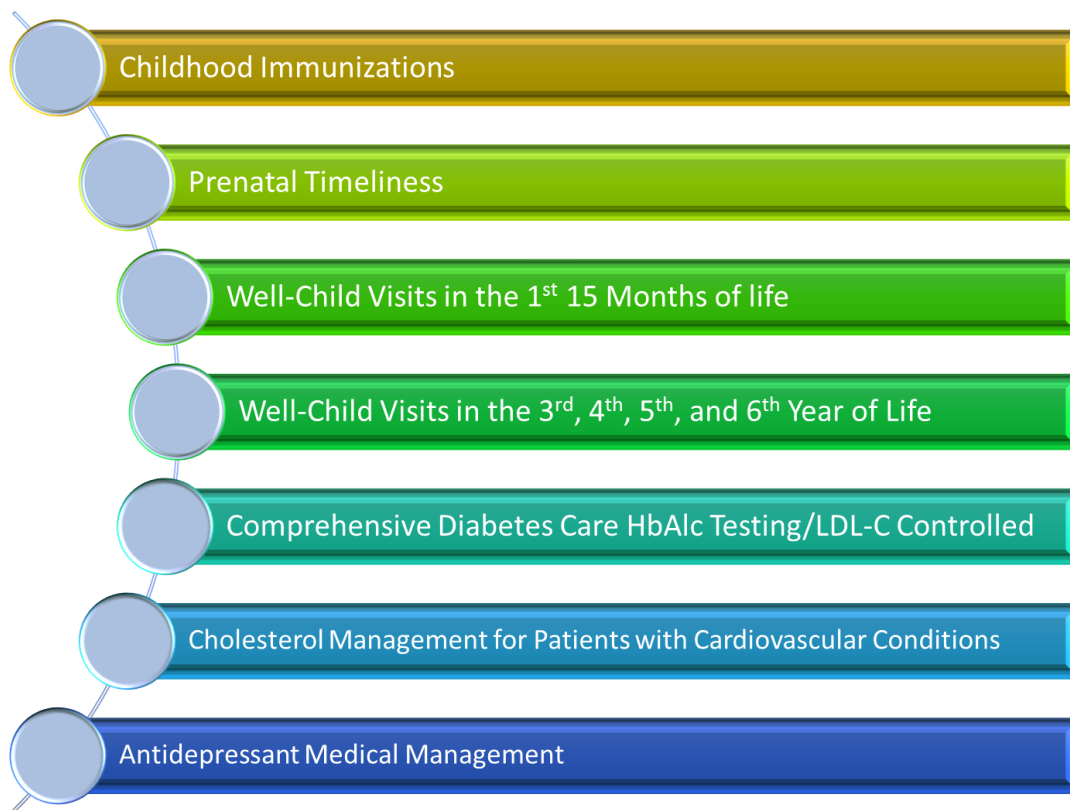 Childhood Immunizations
Prenatal Timeliness
Well-Child Visits in the 1st 15 Months of life
Well-Child Visits in the 3rd, 4th, 5th, and 6th Year of Life
Comprehensive Diabetes Care HbAlc Testing/LDL-C Controlled
Cholesterol Management for Patients with Cardiovascular Conditions
Antidepressant Medical Management